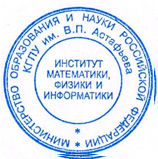 МИНИСТЕРСТВО ОБРАЗОВАНИЯ И НАУКИ РОССИЙСКОЙ ФЕДЕРАЦИИ
КГПУ им. В.П. Астафьева
ИНСТИТУТ
МАТЕМАТИКИ,
ФИЗИКИ И
ИНФОРМАТИКИ